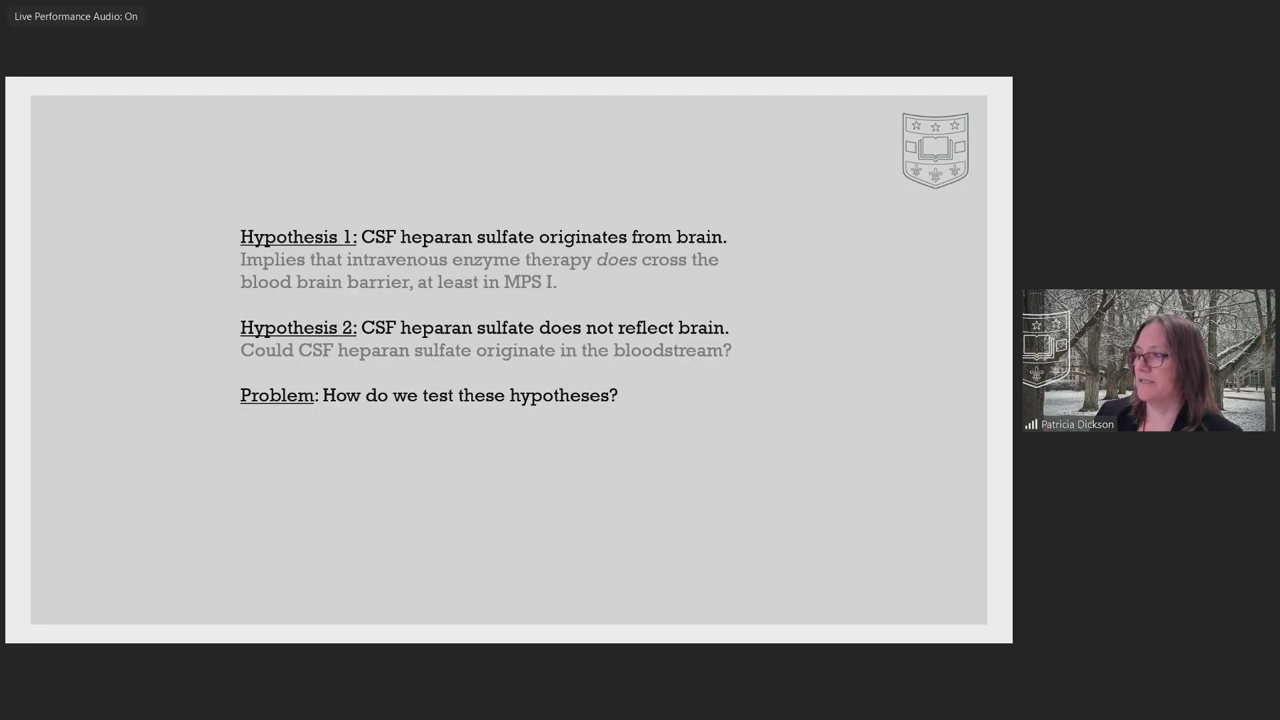 Live Performance Audio: On
Hypothesis 1: CSF heparan sulfate originates from brain.
Implies that intravenous enzyme therapy does cross the
blood brain barrier, at least in MPS I.
Hypothesis 2: CSF heparan sulfate does not reflect brain.
Could CSF heparan sulfate originate in the bloodstream?
Problem: How do we test these hypotheses?
Patricia Dickson